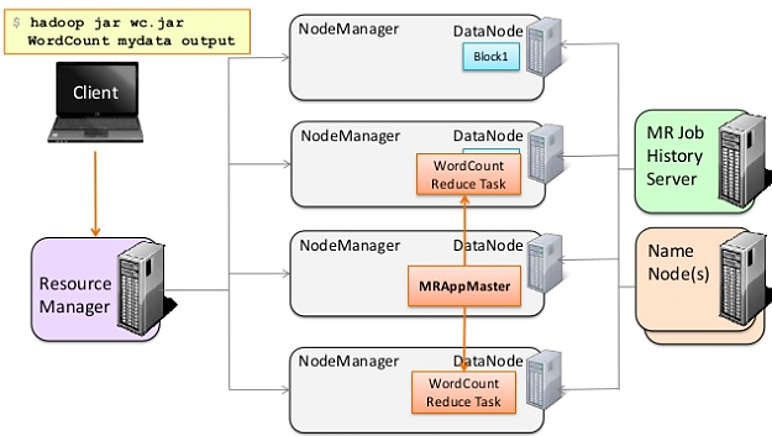 $ hadoop jar wc.jar
WordCount mydata output
Client
Resource
Manager
NodeManager
DataNode
Block1
NodeManager
DataNode
WordCount
Reduce Task
NodeManager
DataNode
MRAppMaster
NodeManager
DataNode
WordCount
Reduce Task
MR Job
History
Server
Name
Node(s)